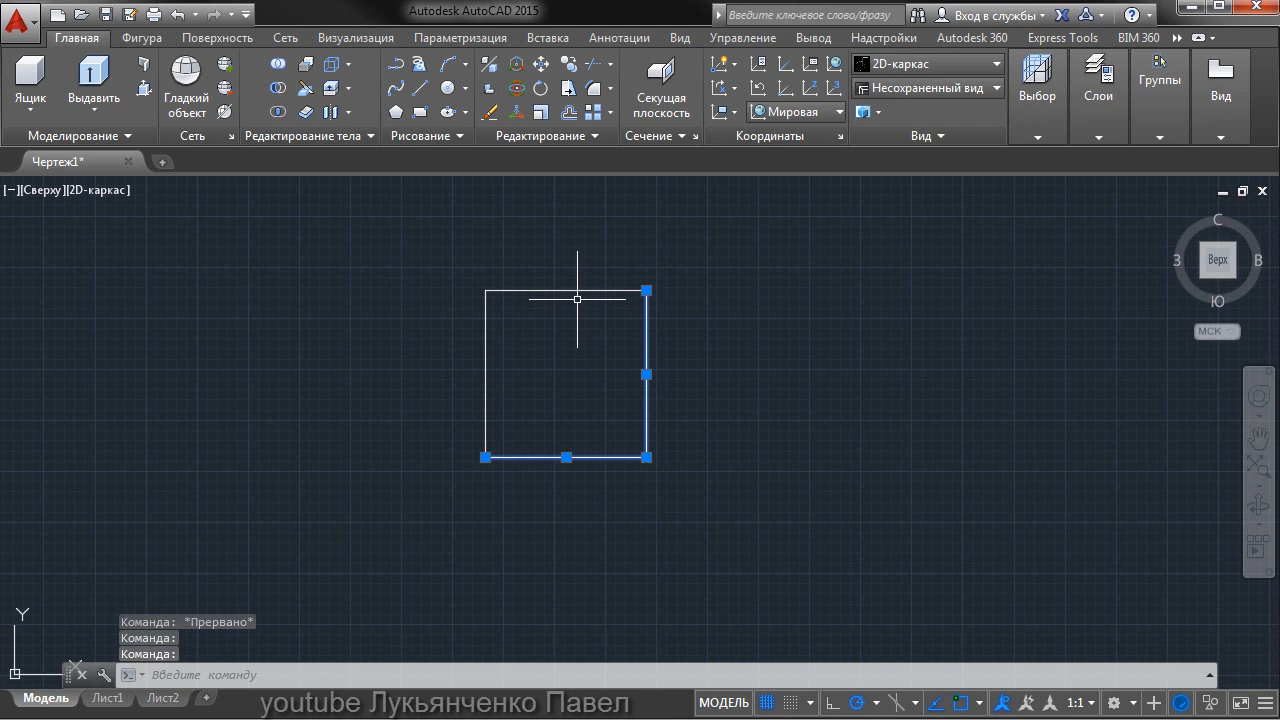 Autodesk AutoCAD 2015
Введите ключевое слово/фразу
Вход в службы
Главная
Фигура
Поверхность
Сеть
Визуализация
Параметризация
Вставка
Аннотации
Вид
Управление
Вывод
Надстройки
Autodesk 360
Express Tools
BIM 360
Ящик
Выдавить
Гладкий
объект
Секущая
плоскость
2D-каркас
Несохраненный вид
Мировая
Выбор
Слои
Группы
Вид
Моделирование
Сеть
Редактирование тела
Рисование
Редактирование
Сечение
Координаты
Вид
Чертеж1*
[−][Сверху][2D-каркас]
С
З
Верх
В
Ю
МСК
Y
X
Команда: *Прервано*
Команда:
Команда:
Введите команду
Модель
Лист1
Лист2
youtube Лукьянченко Павел
МОДЕЛЬ
1:1